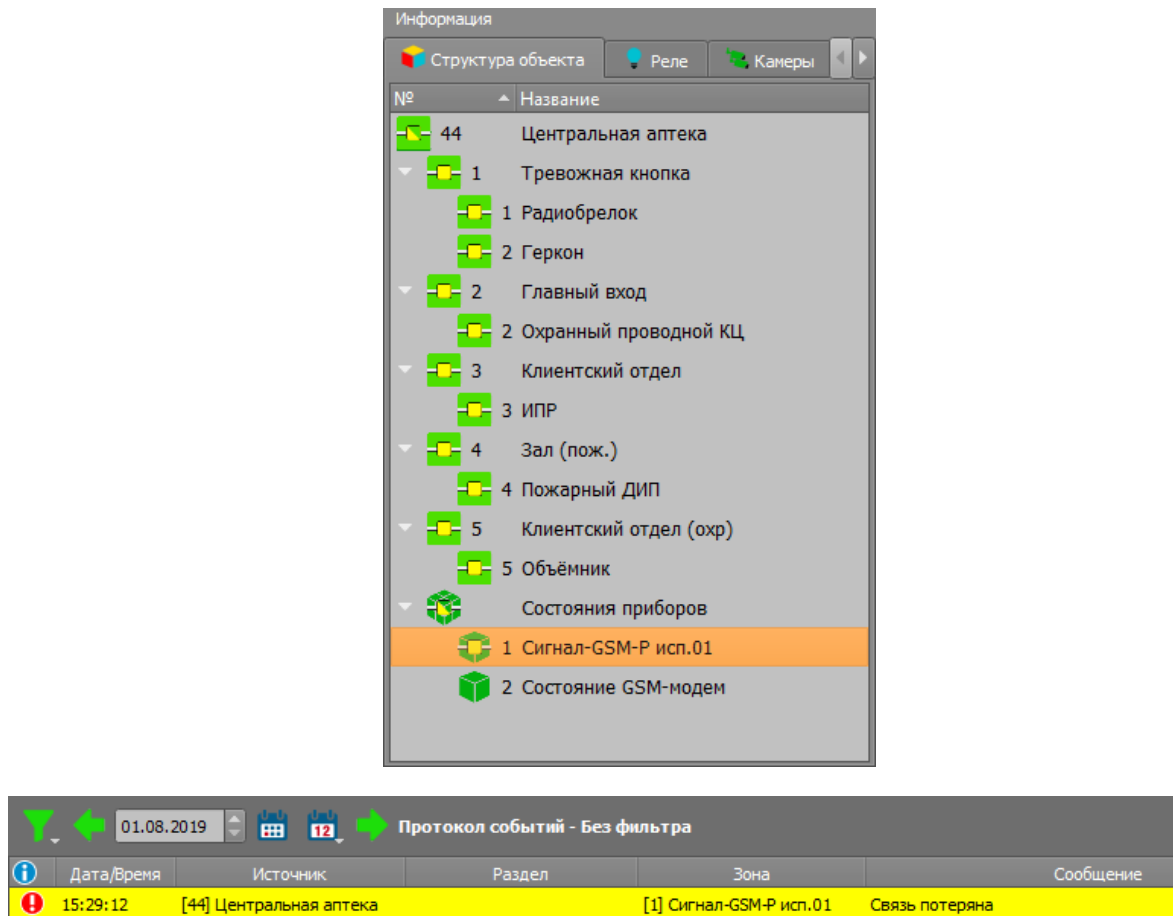 Информация
Структура объекта Реле Камеры
№ Название
44 Центральная аптека
1 Тревожная кнопка
1 Радиобрелок
2 Геркон
2 Главный вход
2 Охранный проводной КЦ
3 Клиентский отдел
3 ИПР
4 Зал (пож.)
4 Пожарный ДИП
5 Клиентский отдел (охр)
5 Объёмник
Состояния приборов
1 Сигнал-GSM-Р исп.01
2 Состояние GSM-модем
01.08.2019 12 Протокол событий - Без фильтра
Дата/Время Источник Раздел Зона Сообщение
15:29:12 [44] Центральная аптека [1] Сигнал-GSM-Р исп.01 Связь потеряна